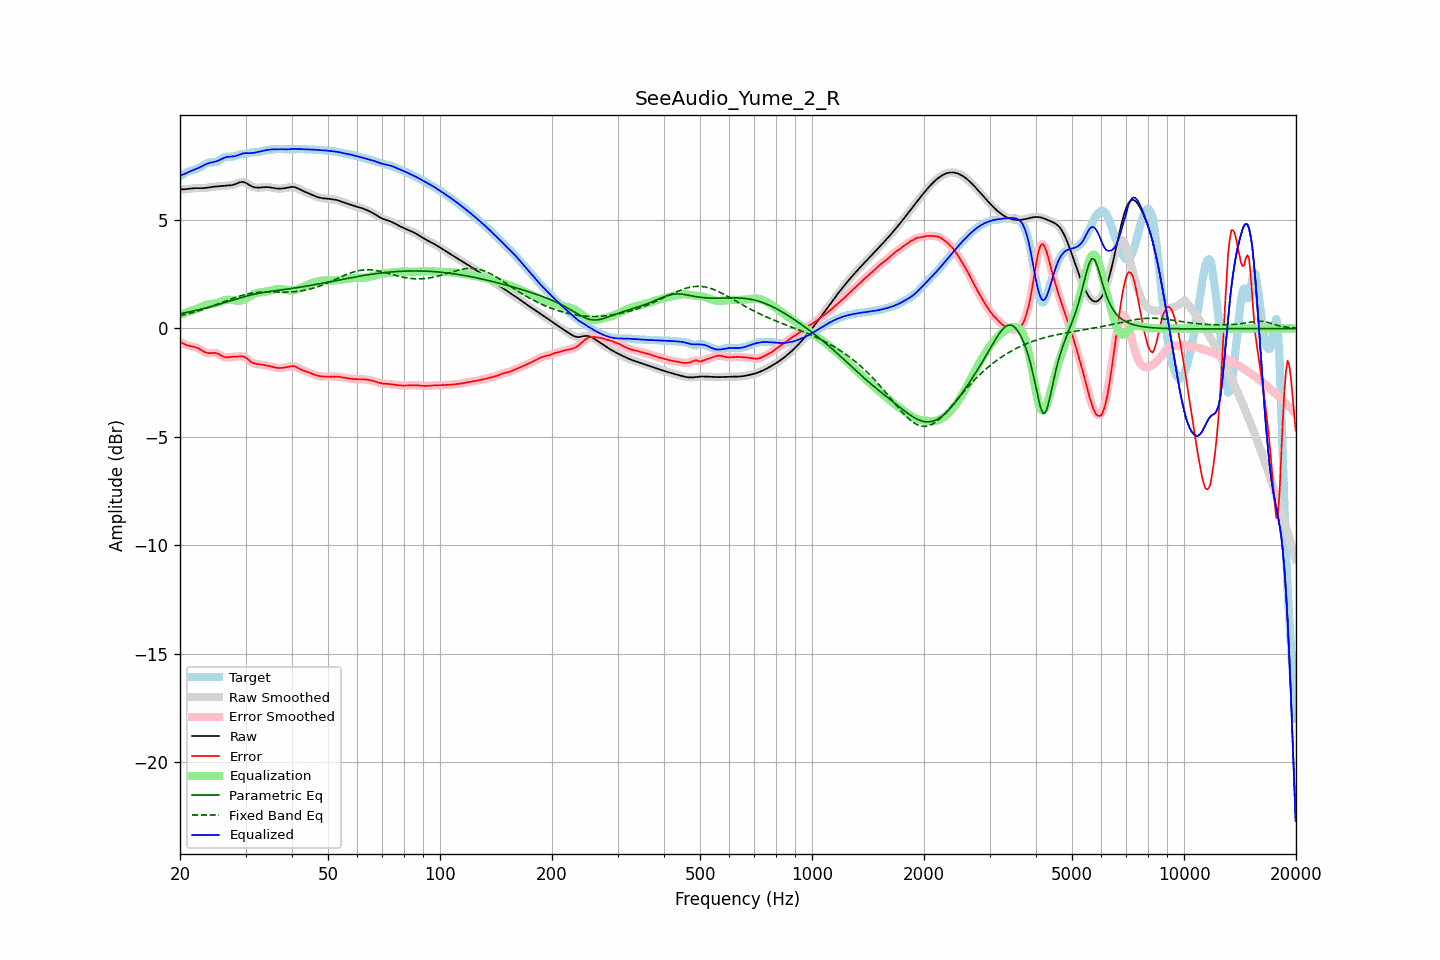 SeeAudio_Yume_2_R
Amplitude (dBr)
5
0
−5
−10
−15
−20
Target
Raw Smoothed
Error Smoothed
Raw
Error
Equalization
Parametric Eq
Fixed Band Eq
Equalized
20 50 100 200 500 1000 2000 5000 10000 20000
Frequency (Hz)